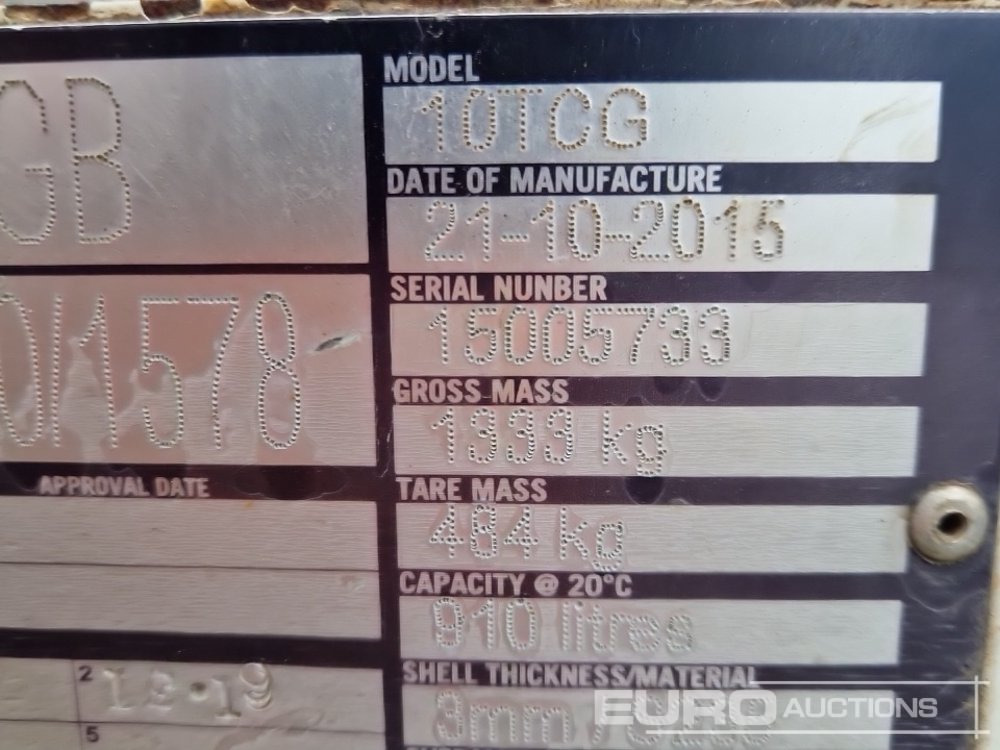 GB
0/1578
APPROVAL DATE
2 12.19
5
MODEL
10TCG
DATE OF MANUFACTURE
21-10-2015
SERIAL NUNBER
15005733
GROSS MASS
1333 kg
TARE MASS
484 kg
CAPACITY @ 20°C
910 litres
SHELL THICKNESS/MATERIAL
3mm
EURO AUCTIONS